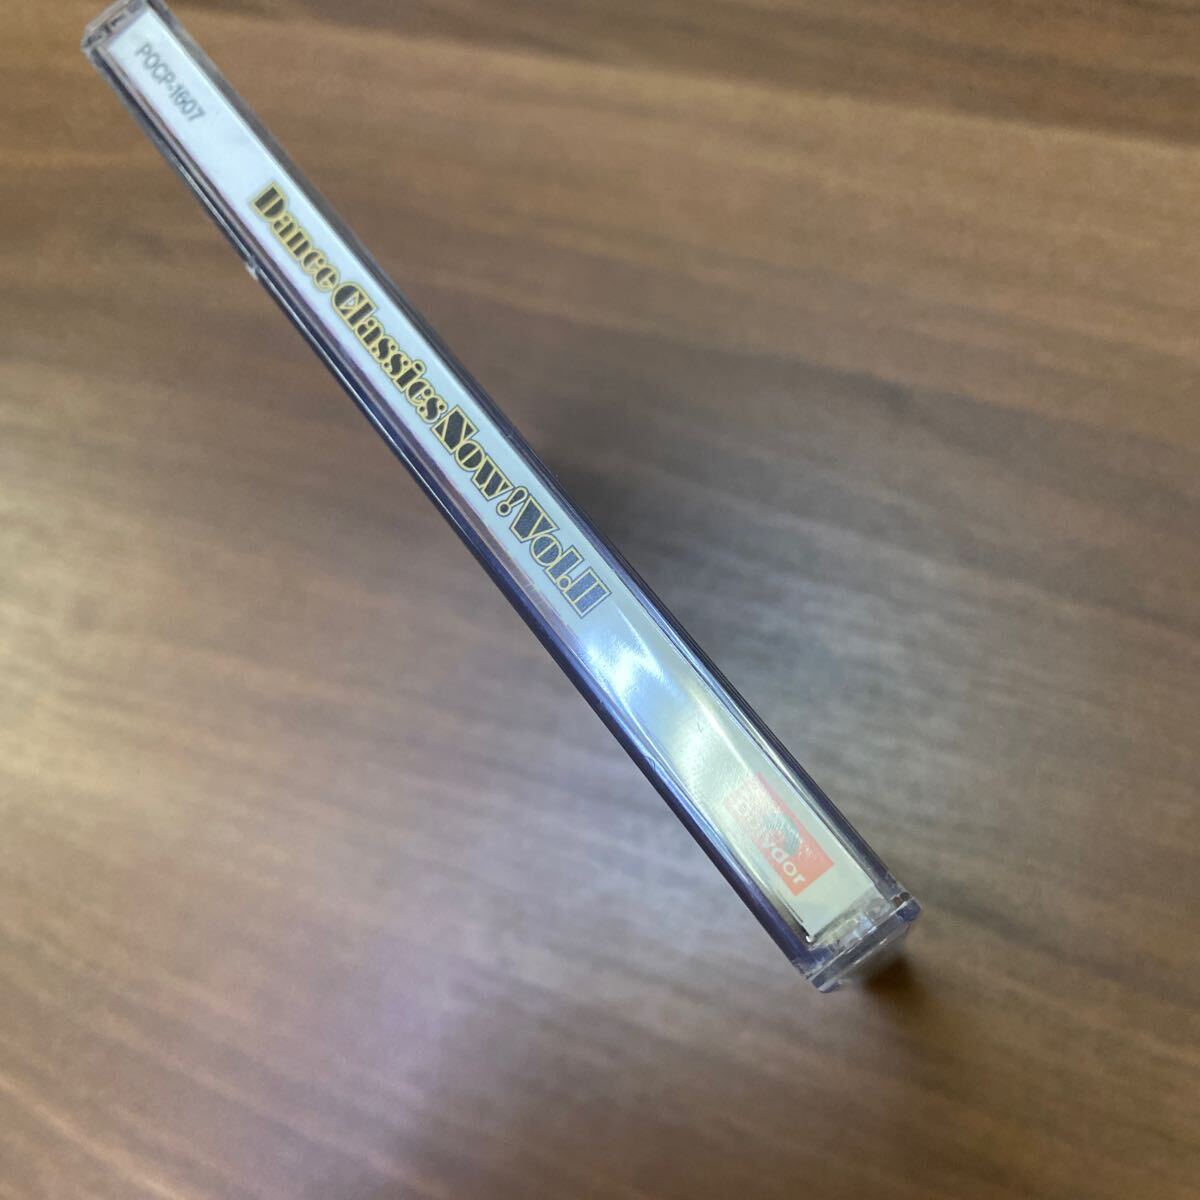 POCP-1607
Dance Classics Now! Vol.II
Polydor